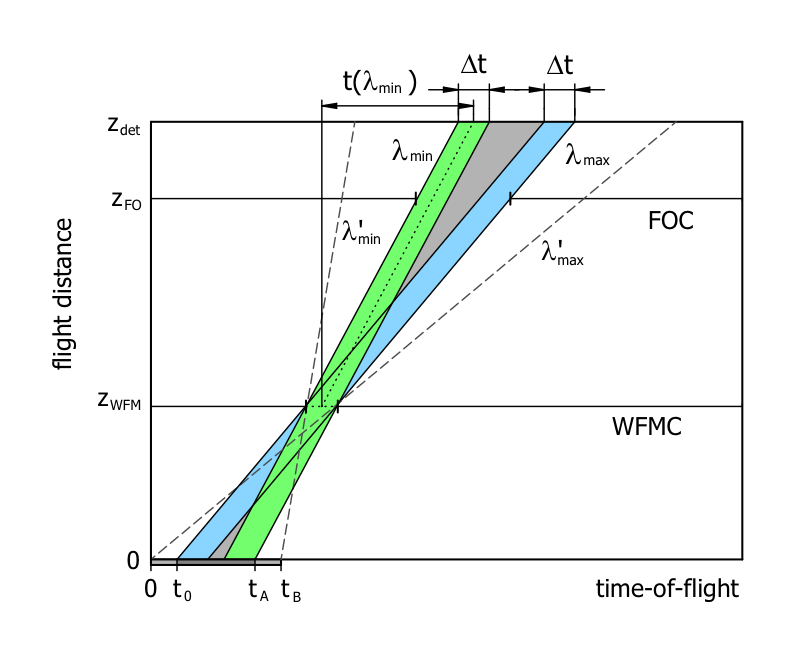 Δt Δt
t(λmin )
zdet
λmin
λmax
zFO
FOC
λ'min
λ'max
flight distance
zWFM
WFMC
0
0 t0 tA tB
time-of-flight